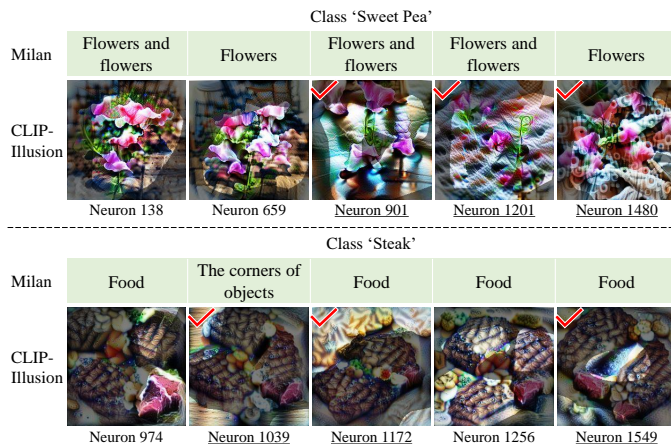 Class ‘Sweet Pea’
Milan
Flowers and flowers
Flowers
Flowers and flowers
Flowers and flowers
Flowers
CLIP-
Illusion
Neuron 138
Neuron 659
Neuron 901
Neuron 1201
Neuron 1480
Class ‘Steak’
Milan
Food
The corners of objects
Food
Food
Food
CLIP-
Illusion
Neuron 974
Neuron 1039
Neuron 1172
Neuron 1256
Neuron 1549